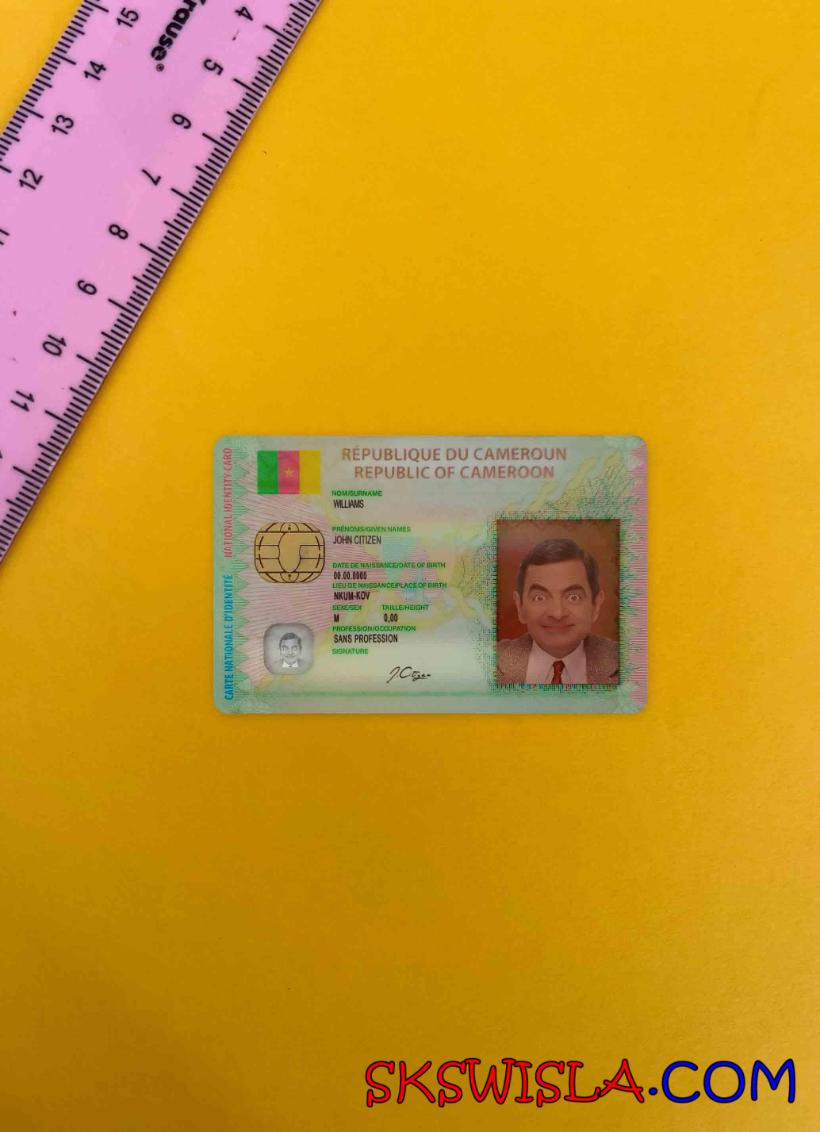 Krause®
15
14
13
12
11
4
5
6
7
8
9
10
11
RÉPUBLIQUE DU CAMEROUN
REPUBLIC OF CAMEROON
NATIONAL IDENTITY CARD
CARTE NATIONALE D'IDENTITÉ
NOM/SURNAME
WILLIAMS
PRÉNOMS/GIVEN NAMES
JOHN CITIZEN
DATE DE NAISSANCE/DATE OF BIRTH
00.00.0000
LIEU DE NAISSANCE/PLACE OF BIRTH
NKUM-KOV
SEXE/SEX TAILLE/HEIGHT
M 0,00
PROFESSION/OCCUPATION
SANS PROFESSION
SIGNATURE
J Citizen
SKSWISLA.COM